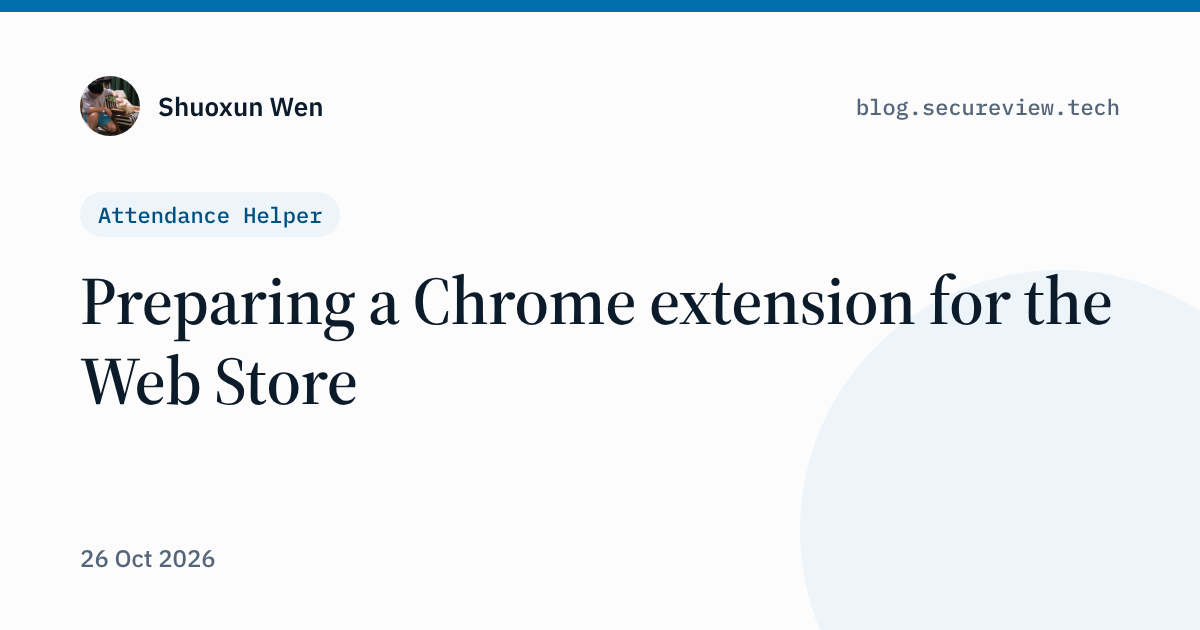 Shuoxun Wen
blog.secureview.tech
Attendance Helper
Preparing a Chrome extension for the
Web Store
26 Oct 2026